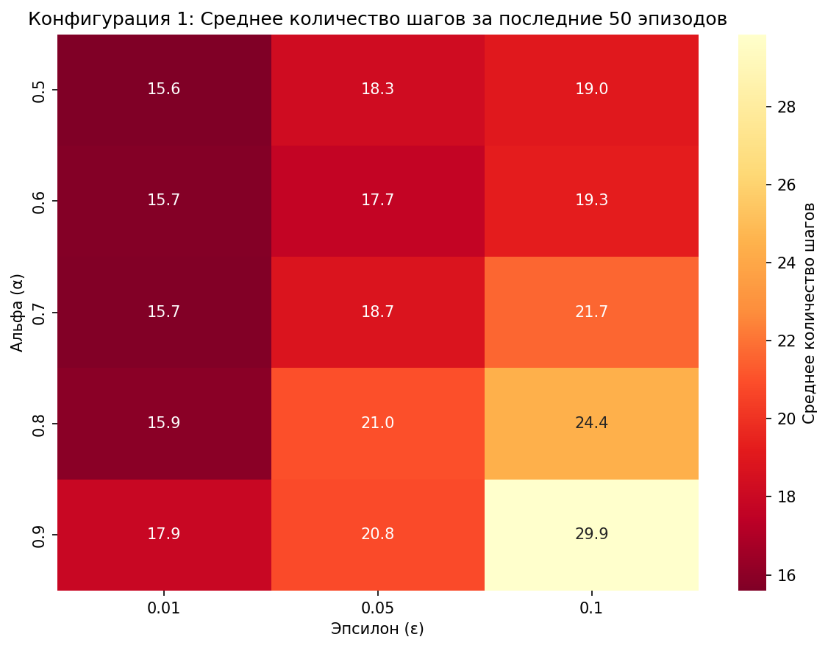 Конфигурация 1: Среднее количество шагов за последние 50 эпизодов
Альфа (α)
0.5
15.6 18.3 19.0
0.6
15.7 17.7 19.3
0.7
15.7 18.7 21.7
0.8
15.9 21.0 24.4
0.9
17.9 20.8 29.9
0.01 0.05 0.1
Эпсилон (ε)
28
26
24
22
20
18
16
Среднее количество шагов